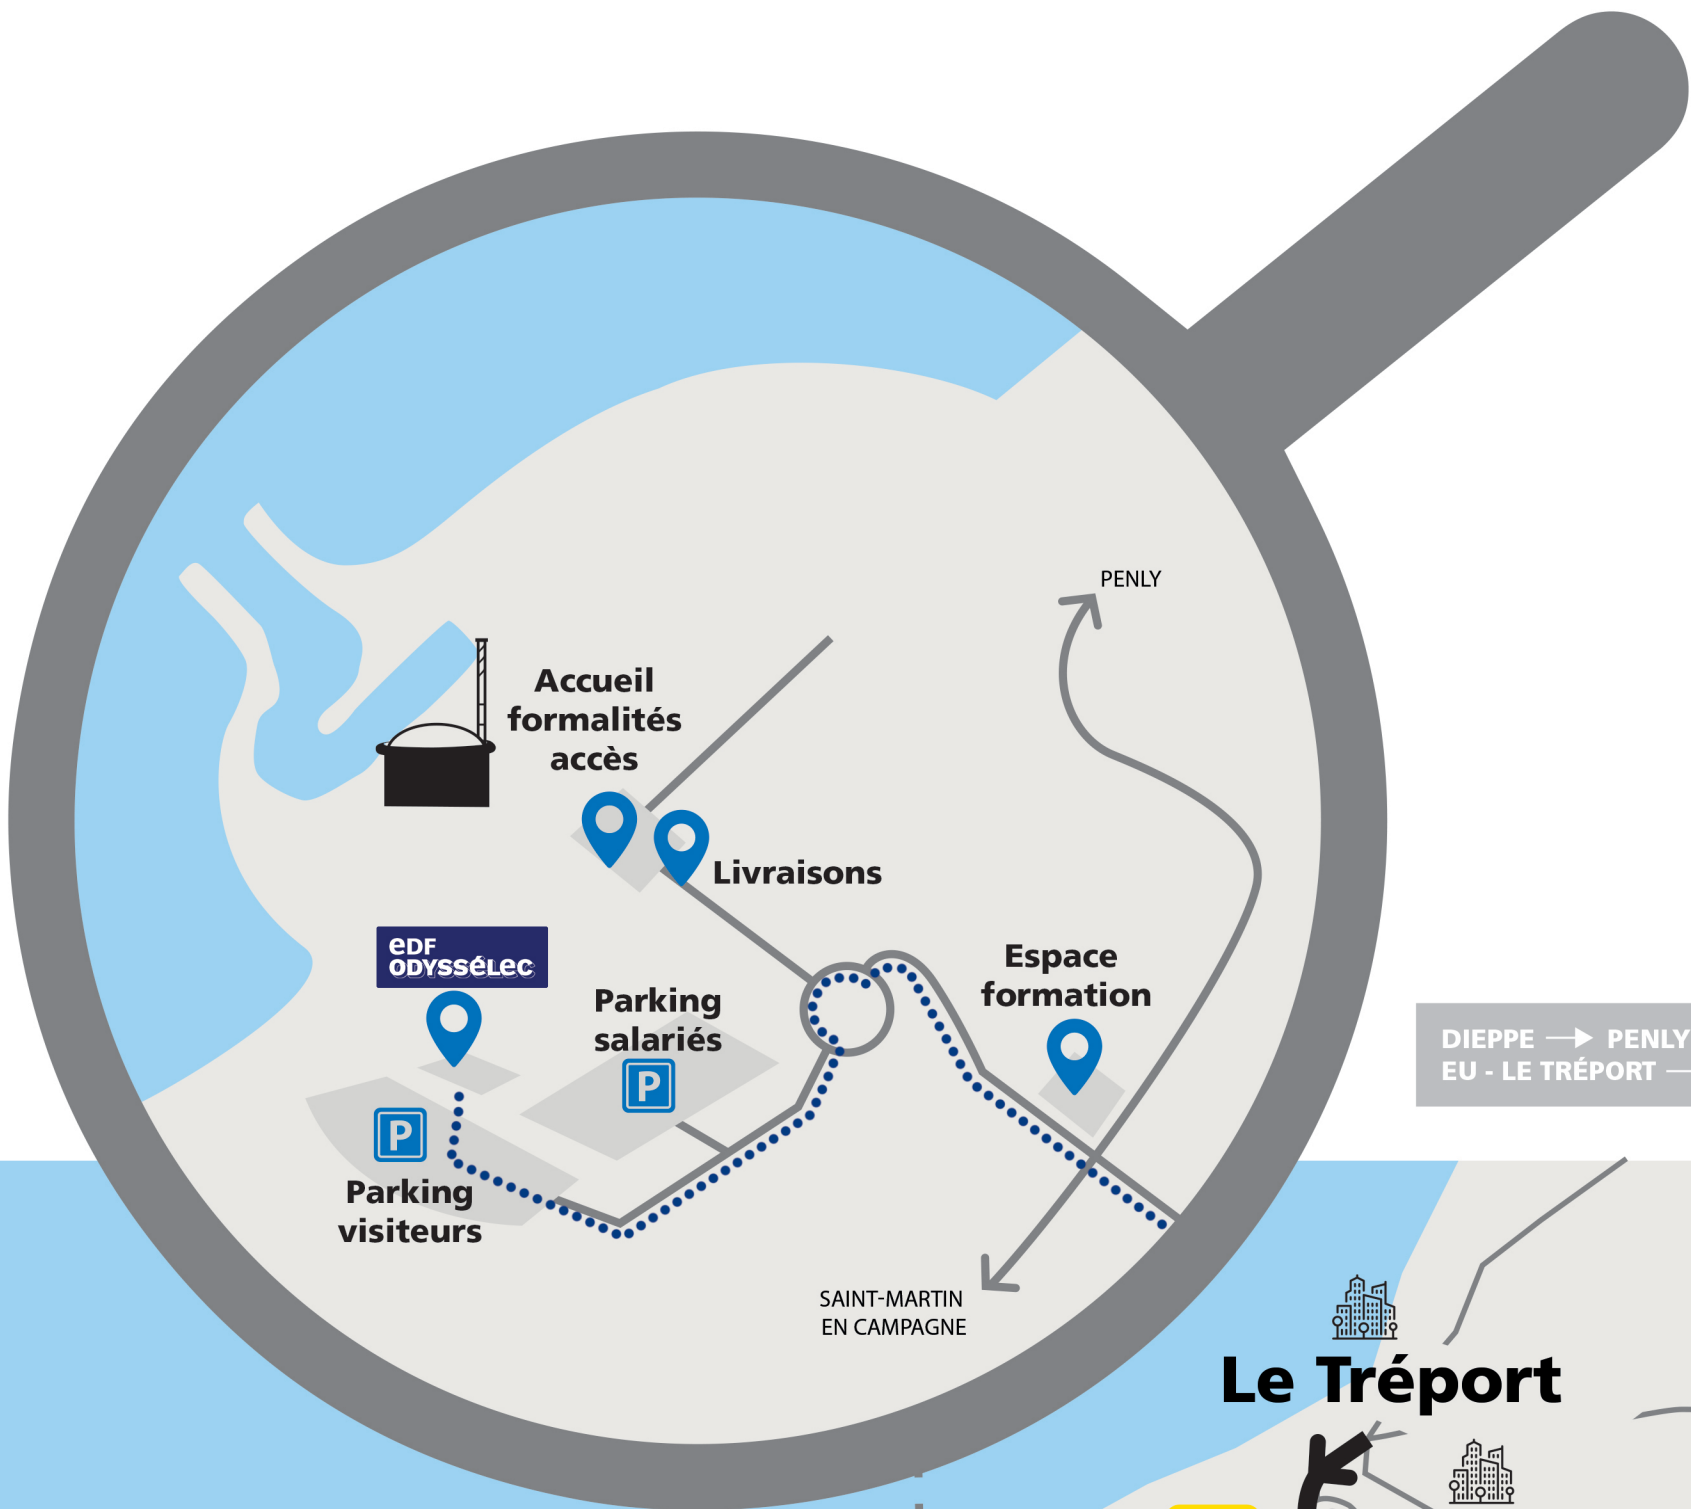 PENLY
Accueil
formalités
accès
Livraisons
eDF
ODYSSéLEC
Parking
salariés
P
Espace
formation
P
Parking
visiteurs
DIEPPE → PENLY
EU - LE TRÉPORT —
SAINT-MARTIN
EN CAMPAGNE
Le Tréport